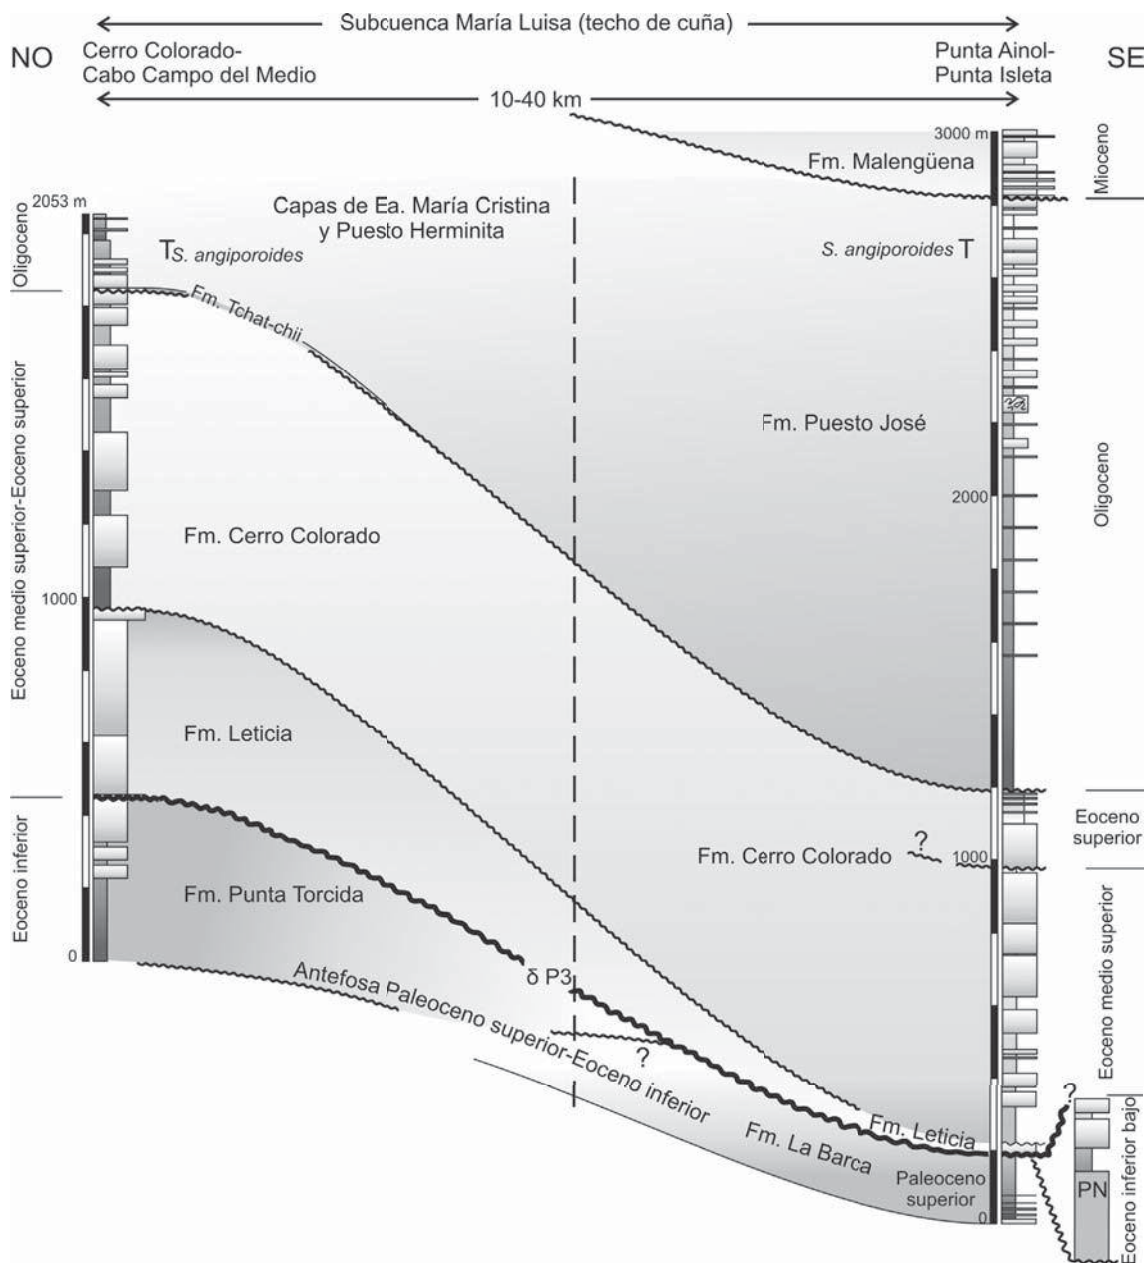 Subcuenca María Luisa (techo de cuña)
NO
Cerro Colorado-
Cabo Campo del Medio
Punta Ainol-
Punta Isleta
SE
10-40 km
3000 m
Fm. Malengüena
Mioceno
2053 m
Capas de Ea. María Cristina
y Puesto Herminita
Oligoceno
T S. angiporoides
S. angiporoides T
Fm. Tchat-chii
Fm. Puesto José
2000
Oligoceno
Fm. Cerro Colorado
1000
Eoceno medio superior-Eoceno superior
Fm. Leticia
Eoceno
superior
?
Fm. Cerro Colorado
1000
Fm. Punta Torcida
Eoceno inferior
0
δ P3
Antefosa Paleoceno superior-Eoceno inferior
?
Eoceno medio superior
?
Fm. Leticia
Fm. La Barca
Paleoceno
superior
0
PN
Eoceno inferior bajo